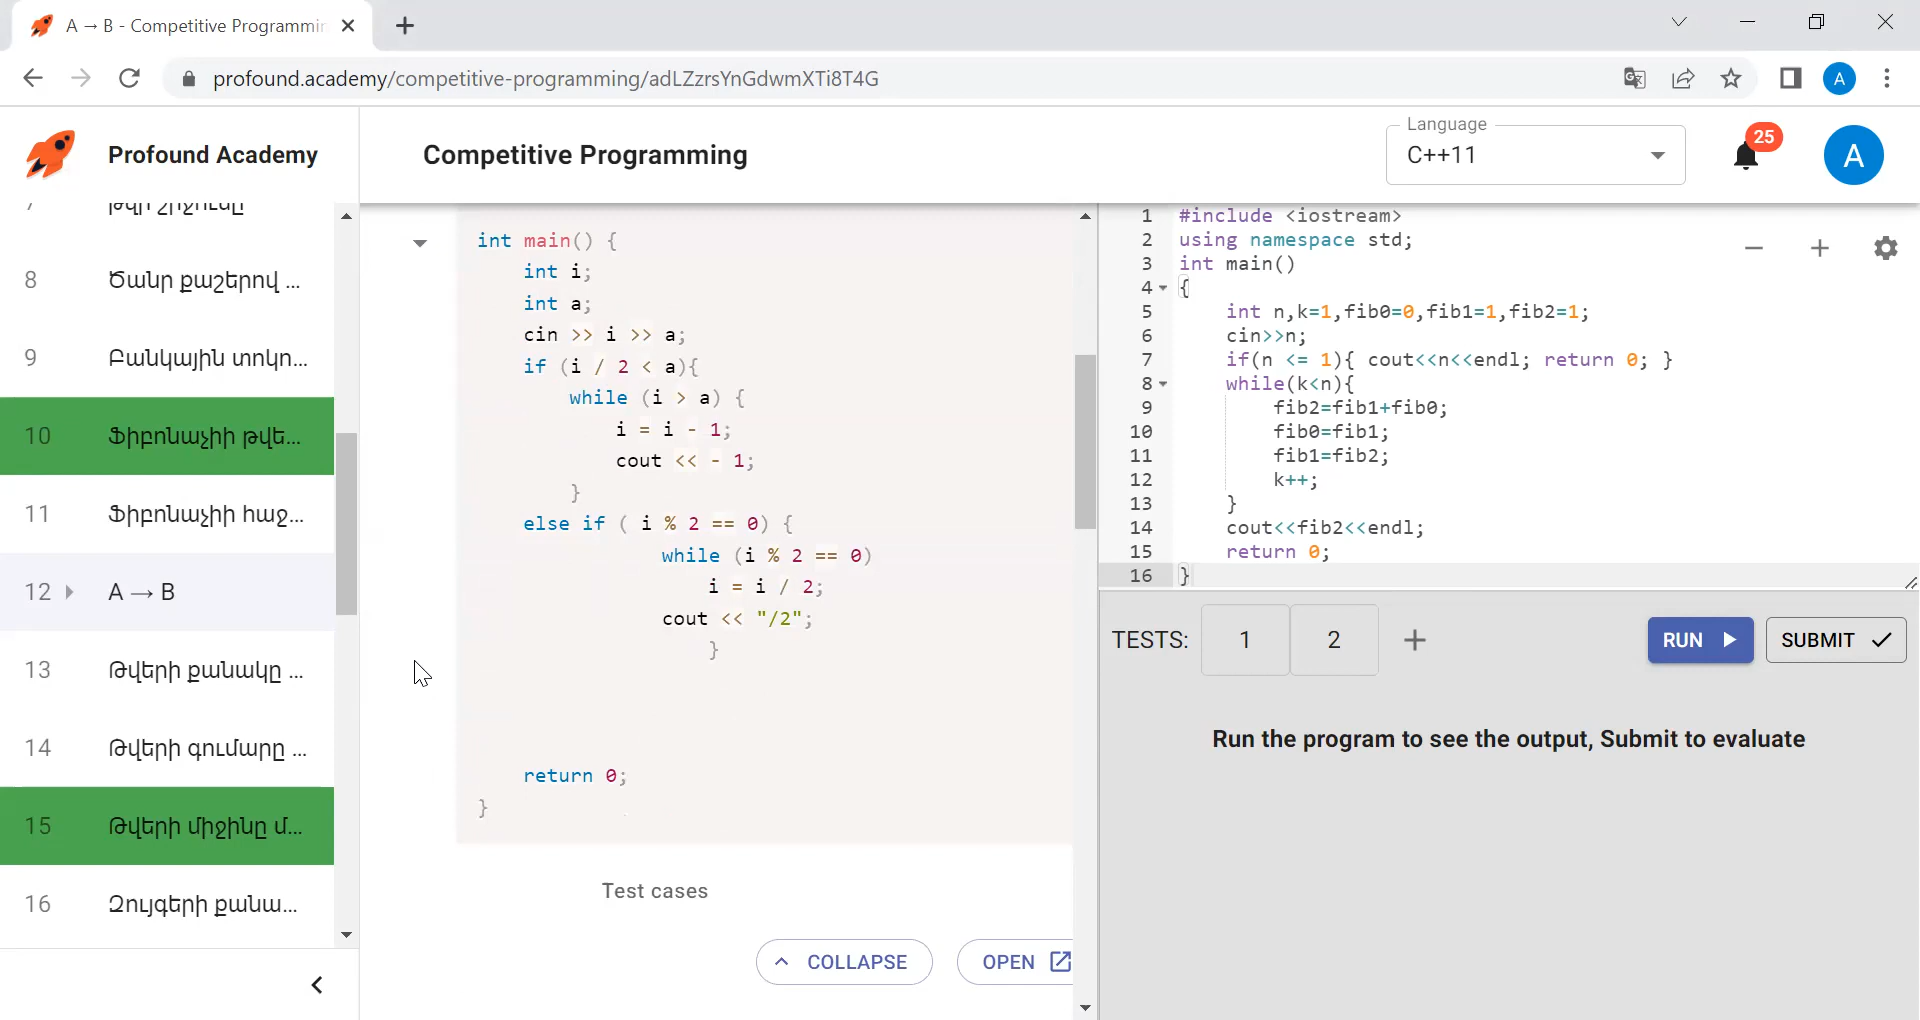 A → B - Competitive Programmin
profound.academy/competitive-programming/adLZzrsYnGdwmXTi8T4G
A
Profound Academy
Competitive Programming
Language
C++11
25
A
8 Ծանր քաշերով ...
9 Բանկային տոկո...
10 Ֆիբոնաչիի թվե...
11 Ֆիբոնաչիի հաջ...
12 A → B
13 Թվերի քանակը ...
14 Թվերի գումարը ...
15 Թվերի միջինը մ...
16 Զույգերի քանա...
int main() {
int i;
int a;
cin >> i >> a;
if (i / 2 < a){
while (i > a) {
i = i - 1;
cout << - 1;
}
else if ( i % 2 == 0) {
while (i % 2 == 0)
i = i / 2;
cout << "/2";
}
return 0;
}
Test cases
COLLAPSE
OPEN
1 #include <iostream>
2 using namespace std;
3 int main()
4 {
5 int n,k=1,fib0=0,fib1=1,fib2=1;
6 cin>>n;
7 if(n <= 1){ cout<<n<<endl; return 0; }
8 while(k<n){
9 fib2=fib1+fib0;
10 fib0=fib1;
11 fib1=fib2;
12 k++;
13 }
14 cout<<fib2<<endl;
15 return 0;
16 }
TESTS: 1 2 +
RUN
SUBMIT
Run the program to see the output, Submit to evaluate